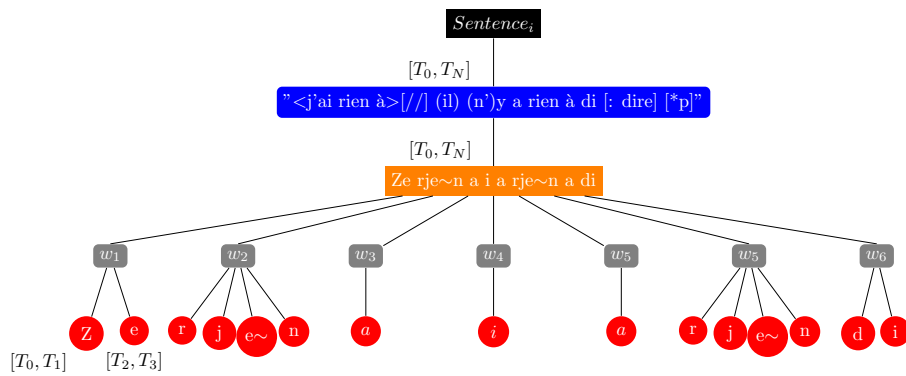 Sentence_i
[T_0, T_N]
"<j'ai rien à>[//] (il) (n')y a rien à di [: dire] [*p]"
[T_0, T_N]
Ze rje~n a i a rje~n a di
w_1 w_2 w_3 w_4 w_5 w_5 w_6
Z e r j e~ n a i a r j e~ n d i
[T_0, T_1] [T_2, T_3]